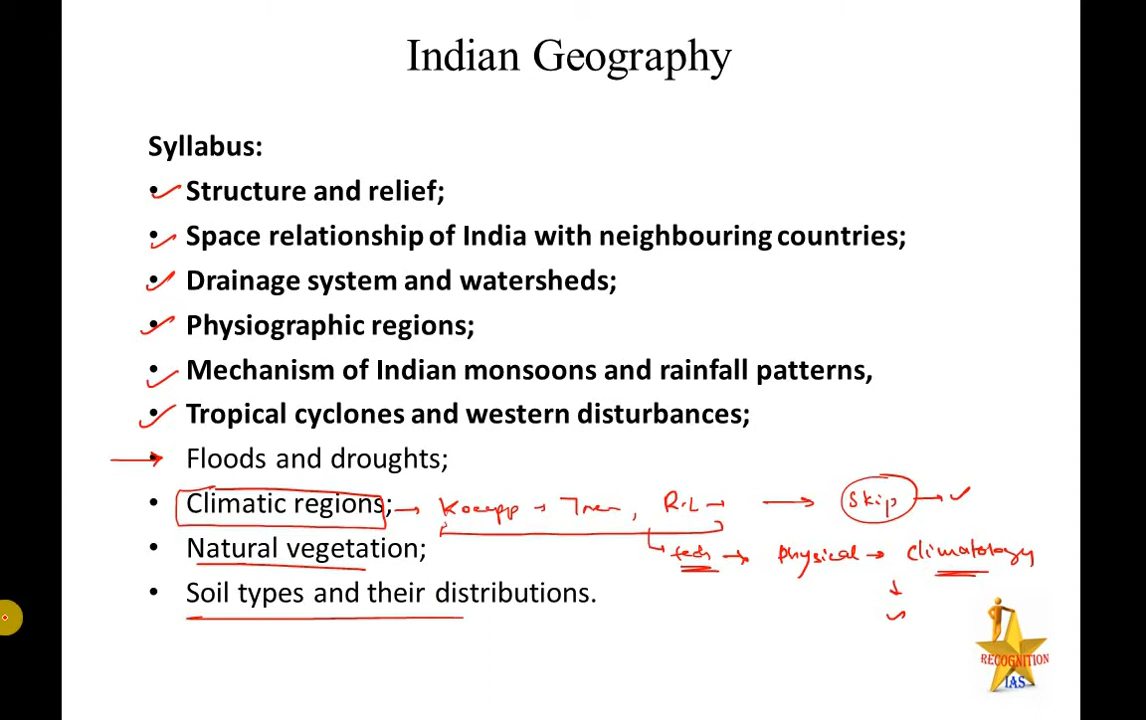 Indian Geography
Syllabus:
• Structure and relief;
• Space relationship of India with neighbouring countries;
• Drainage system and watersheds;
• Physiographic regions;
• Mechanism of Indian monsoons and rainfall patterns,
• Tropical cyclones and western disturbances;
• Floods and droughts;
• Climatic regions; → Koepp → Trew, R.L → → Skip → ✓
• Natural vegetation; → Physical → climatology
• Soil types and their distributions.
RECOGNITION
IAS